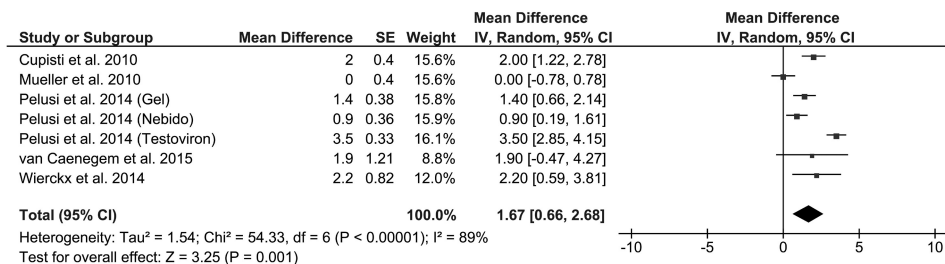 Mean Difference Mean Difference
Study or Subgroup Mean Difference SE Weight IV, Random, 95% CI IV, Random, 95% CI
Cupisti et al. 2010 2 0.4 15.6% 2.00 [1.22, 2.78]
Mueller et al. 2010 0 0.4 15.6% 0.00 [-0.78, 0.78]
Pelusi et al. 2014 (Gel) 1.4 0.38 15.8% 1.40 [0.66, 2.14]
Pelusi et al. 2014 (Nebido) 0.9 0.36 15.9% 0.90 [0.19, 1.61]
Pelusi et al. 2014 (Testoviron) 3.5 0.33 16.1% 3.50 [2.85, 4.15]
van Caenegem et al. 2015 1.9 1.21 8.8% 1.90 [-0.47, 4.27]
Wierckx et al. 2014 2.2 0.82 12.0% 2.20 [0.59, 3.81]
Total (95% CI) 100.0% 1.67 [0.66, 2.68]
Heterogeneity: Tau² = 1.54; Chi² = 54.33, df = 6 (P < 0.00001); I² = 89%
-10 -5 0 5 10
Test for overall effect: Z = 3.25 (P = 0.001)